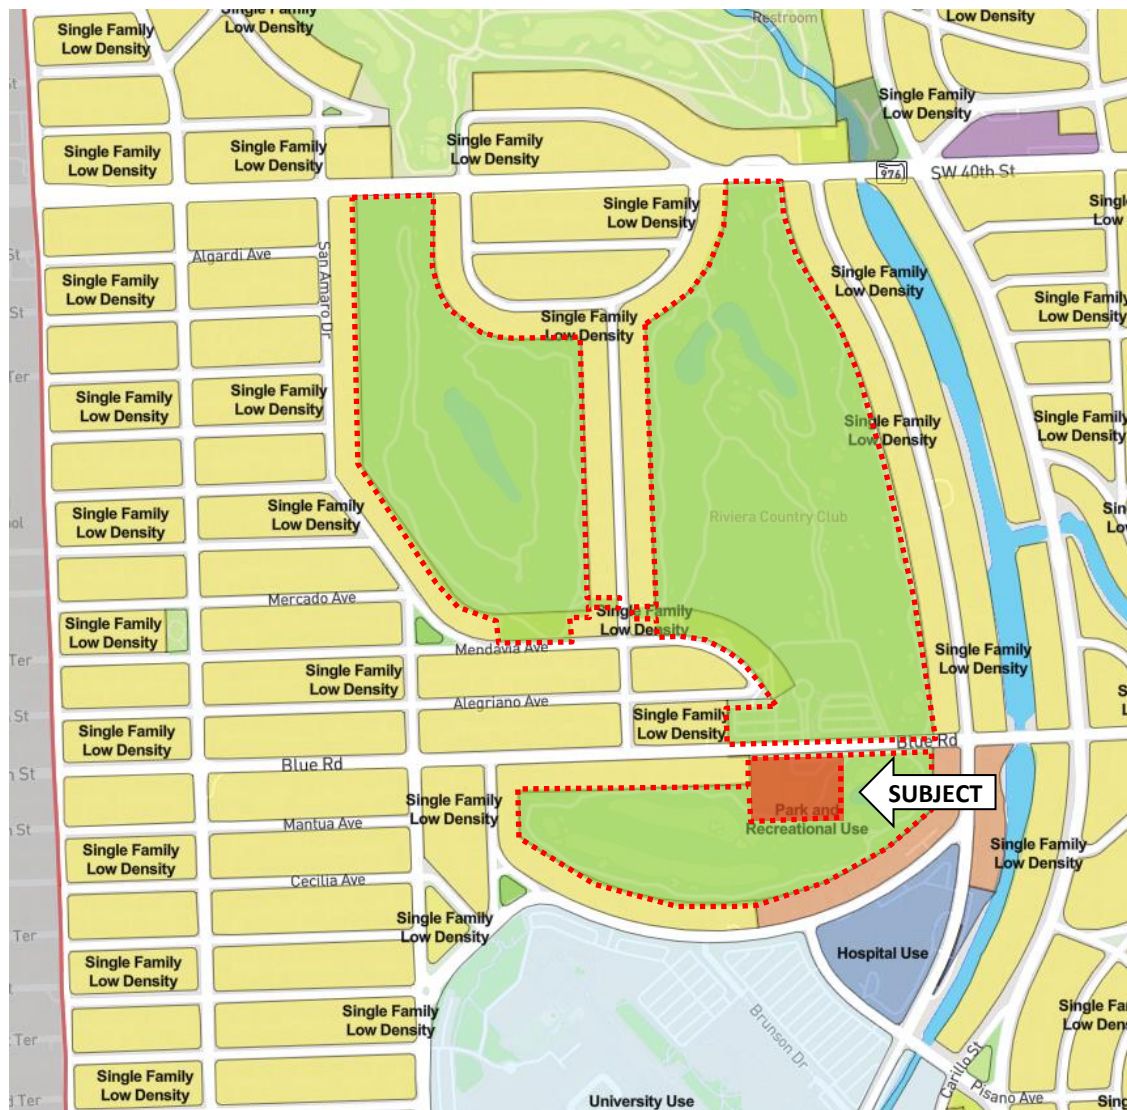 Single Family
Low Density
Single Family
Low Density
Restroom
Single Family
Low Density
Single Family
Low Density
Single Family
Low Density
Single Family
Low Density
Single Family
Low Density
976
SW 40th St
Single Family
Low Density
Algardi Ave
San Amaro Dr
Single Family
Low Density
Single Family
Low Density
Single Family
Low Density
Single Family
Low Density
Ter
Single Family
Low Density
Single Family
Low Density
Single Family
Low Density
Single Family
Low Density
Single Family
Low Density
Single Family
Low Density
Riviera Country Club
Mercado Ave
Single Family
Low Density
Single Family
Low Density
Mendavia Ave
Single Family
Low Density
Ter
Single Family
Low Density
Alegriano Ave
St
Single Family
Low Density
Single Family
Low Density
Blue Rd
Blue Rd
St
SUBJECT
Single Family
Low Density
Park and
Recreational Use
Mantua Ave
St
Single Family
Low Density
Single Family
Low Density
Cecilia Ave
Single Family
Low Density
Ter
Hospital Use
Single Family
Low Density
Single Family
Low Density
Brunson Dr
Ter
Carillo St
Pisano Ave
Single Family
Low Density
University Use
Ter